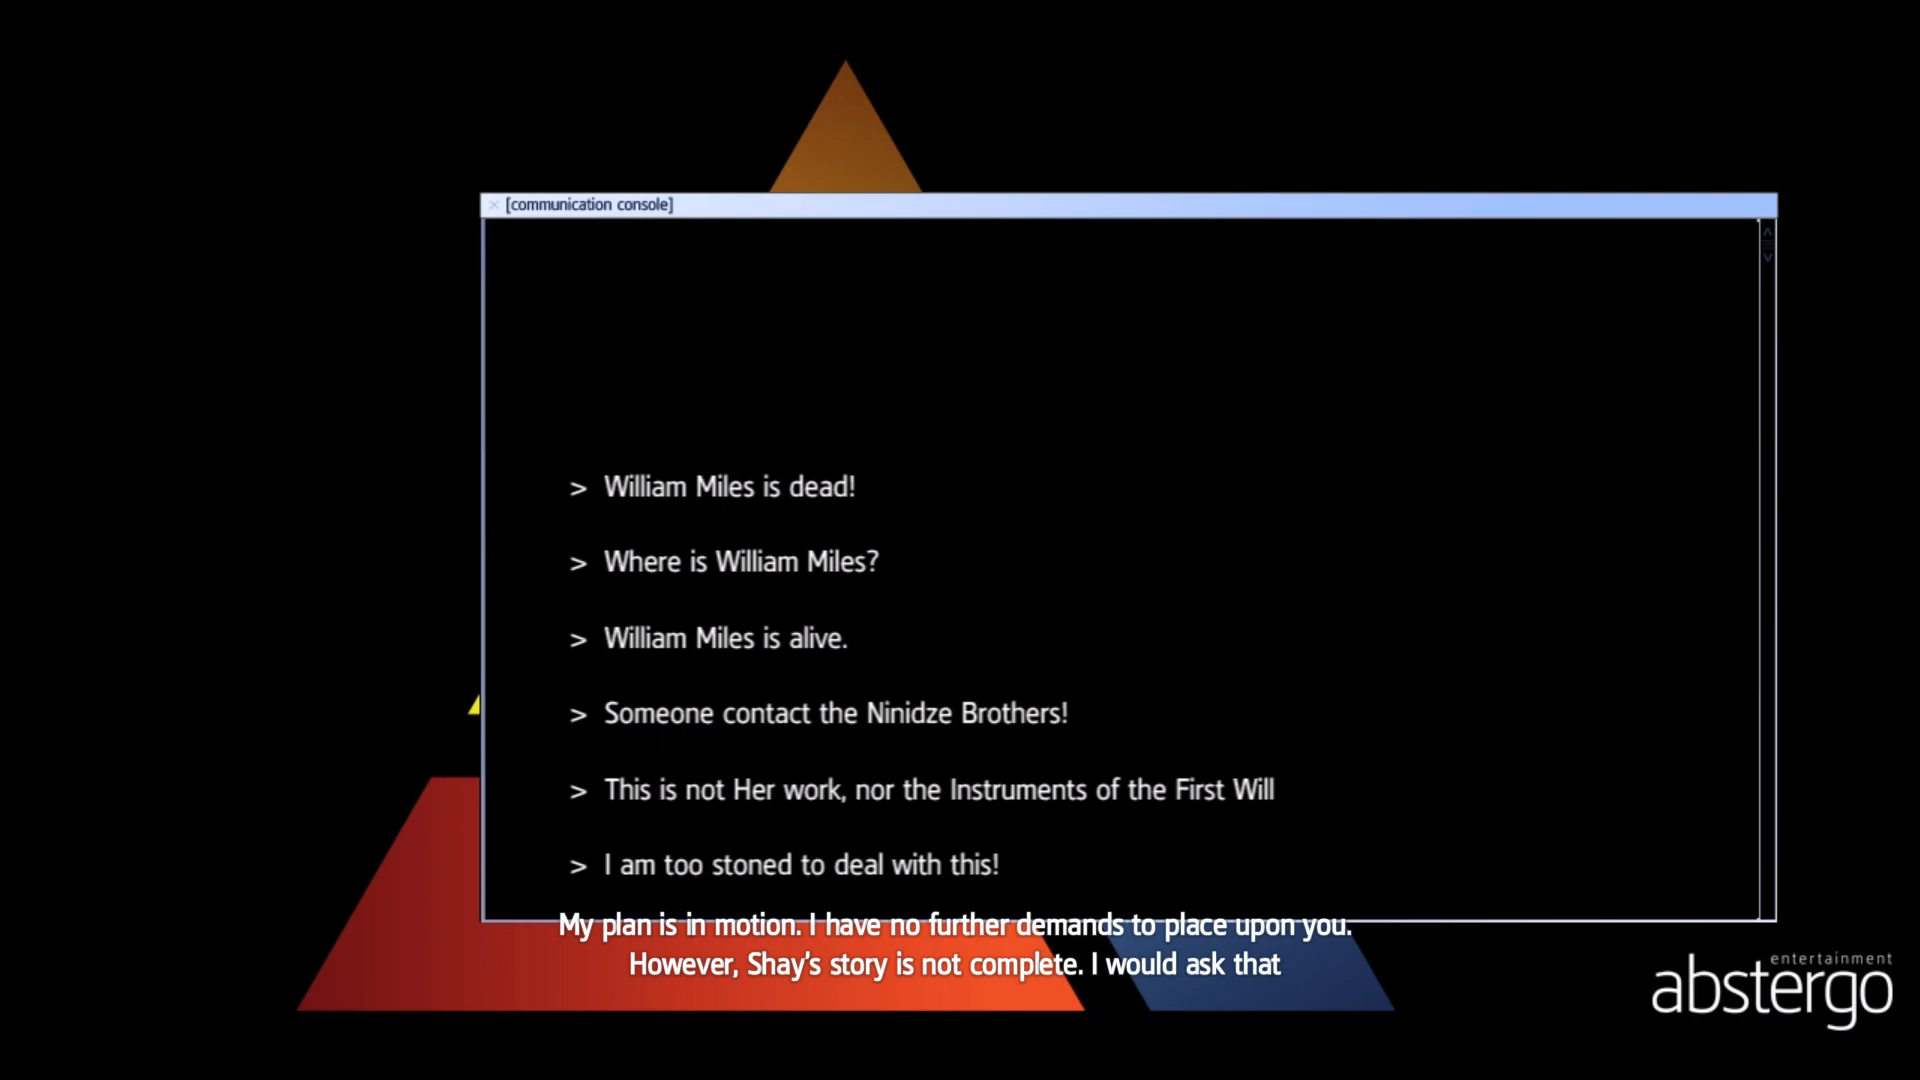 × [communication console]
> William Miles is dead!
> Where is William Miles?
> William Miles is alive.
> Someone contact the Ninidze Brothers!
> This is not Her work, nor the Instruments of the First Will
> I am too stoned to deal with this!
My plan is in motion. I have no further demands to place upon you.
However, Shay's story is not complete. I would ask that
entertainment
abstergo